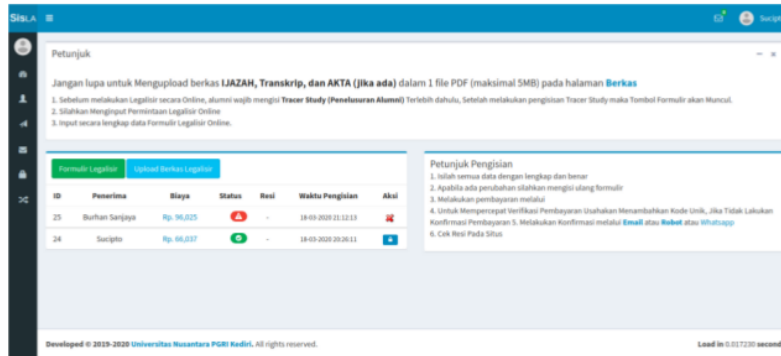 SisLA
Sucipto
Petunjuk
Jangan lupa untuk Mengupload berkas IJAZAH, Transkrip, dan AKTA (Jika ada) dalam 1 file PDF (maksimal 5MB) pada halaman Berkas
1. Sebelum melakukan Legalisir secara Online, alumni wajib mengisi Tracer Study (Penelusuran Alumni) Terlebih dahulu, Setelah melakukan pengisisan Tracer Study maka Tombol Formulir akan Muncul.
2. Silahkan Menginput Permintaan Legalisir Online
3. Input secara lengkap data Formulir Legalisir Online.
Formulir Legalisir Upload Berkas Legalisir
ID Penerima Biaya Status Resi Waktu Pengisian Aksi
25 Burhan Sanjaya Rp. 96,025 - 18-03-2020 21:12:13
24 Sucipto Rp. 66,037 - 18-03-2020 20:26:11
Petunjuk Pengisian
1. Isilah semua data dengan lengkap dan benar
2. Apabila ada perubahan silahkan mengisi ulang formulir
3. Melakukan pembayaran melalui
4. Untuk Mempercepat Verifikasi Pembayaran Usahakan Menambahkan Kode Unik, Jika Tidak Lakukan
Konfirmasi Pembayaran 5. Melakukan Konfirmasi melalui Email atau Robot atau Whatsapp
6. Cek Resi Pada Situs
Developed © 2019-2020 Universitas Nusantara PGRI Kediri. All rights reserved.
Load in 0.017230 second